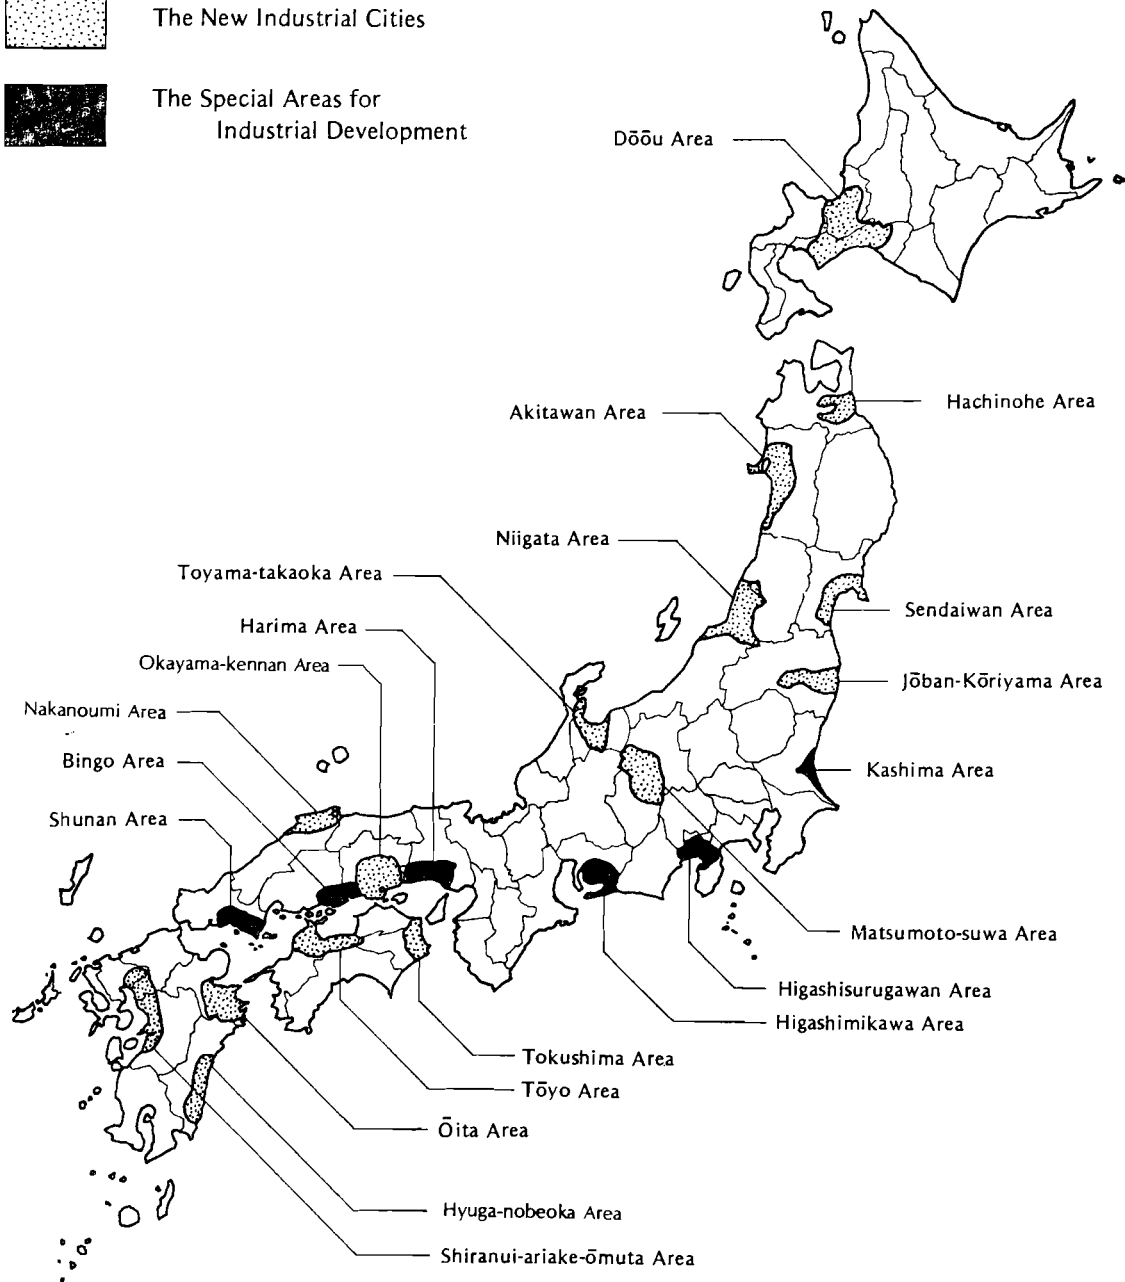 The New Industrial Cities
The Special Areas for
Industrial Development
Dōōu Area
Hachinohe Area
Akitawan Area
Niigata Area
Toyama-takaoka Area
Sendaiwan Area
Harima Area
Okayama-kennan Area
Jōban-Kōriyama Area
Nakanoumi Area
Bingo Area
Kashima Area
Shunan Area
Matsumoto-suwa Area
Higashisurugawan Area
Higashimikawa Area
Tokushima Area
Tōyo Area
Ōita Area
Hyuga-nobeoka Area
Shiranui-ariake-ōmuta Area